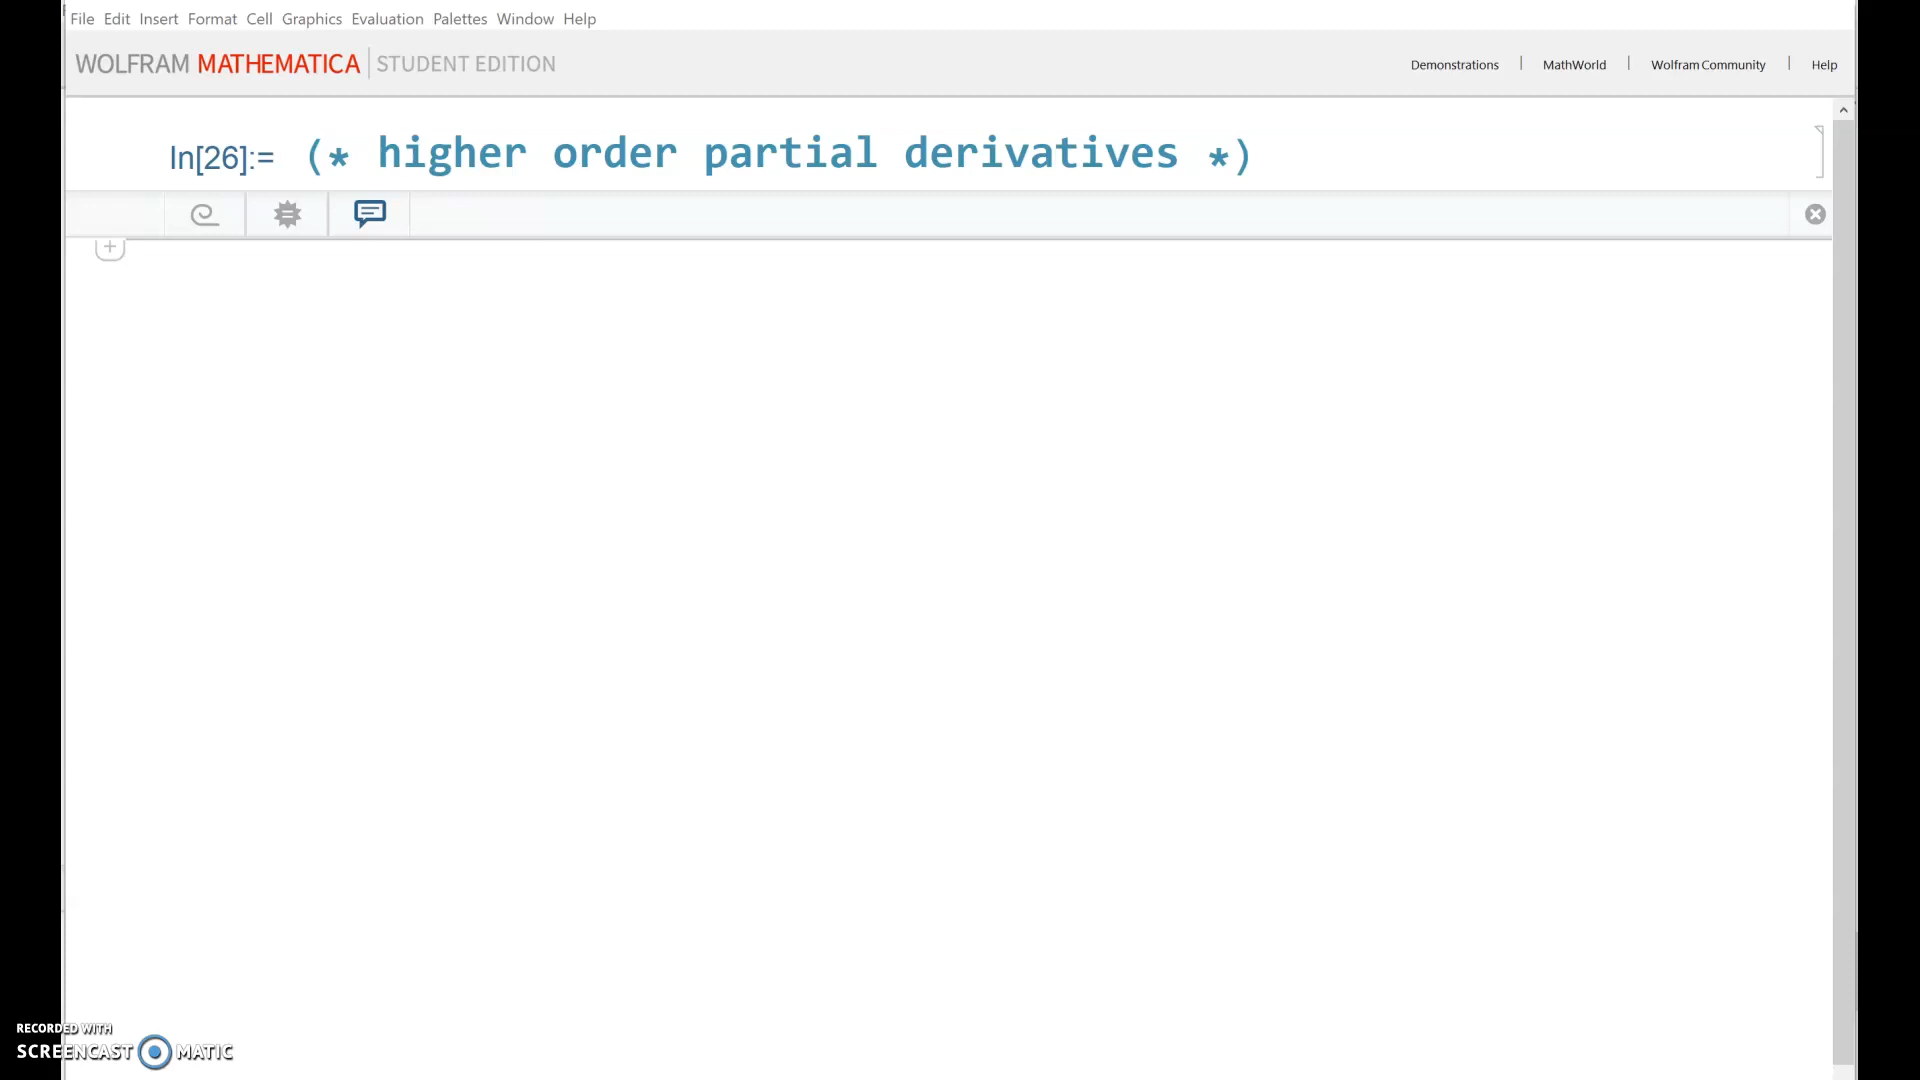 File Edit Insert Format Cell Graphics Evaluation Palettes Window Help
WOLFRAM MATHEMATICA STUDENT EDITION
Demonstrations | MathWorld | Wolfram Community | Help
In[26]:= (* higher order partial derivatives *)
RECORDED WITH
SCREENCAST MATIC